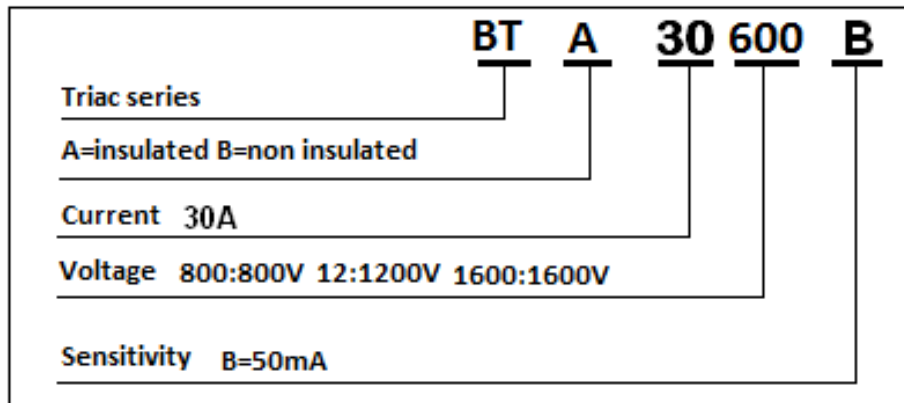 BT A 30 600 B
Triac series
A=insulated B=non insulated
Current 30A
Voltage 800:800V 12:1200V 1600:1600V
Sensitivity B=50mA